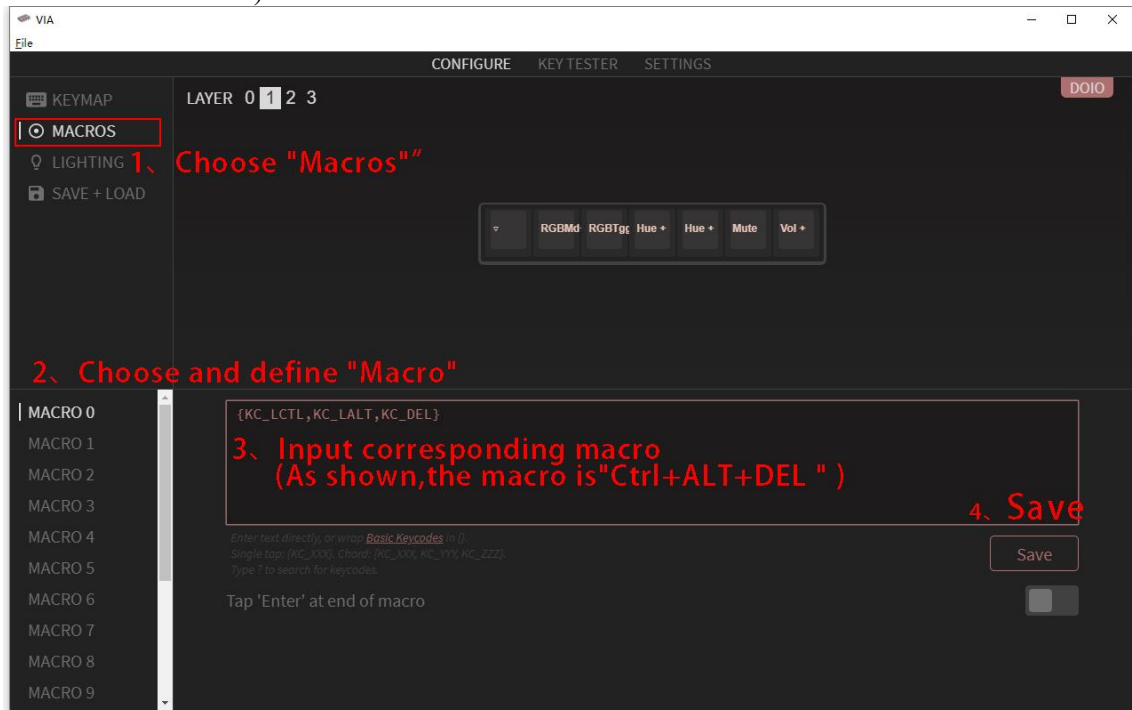 VIA
File
CONFIGURE KEY TESTER SETTINGS
KEYMAP
LAYER 0 1 2 3
DOIO
MACROS
LIGHTING
1、 Choose "Macros"”
SAVE + LOAD
▽ RGBMd RGBTgg Hue + Hue + Mute Vol +
2、 Choose and define "Macro"
MACRO 0
{KC_LCTL,KC_LALT,KC_DEL}
MACRO 1
3、 Input corresponding macro
MACRO 2
(As shown,the macro is"Ctrl+ALT+DEL " )
MACRO 3
4、 Save
MACRO 4
Enter text directly, or wrap Basic Keycodes in {}.
Single tap: {KC_XXX}. Chord: {KC_XXX, KC_YYY, KC_ZZZ}.
Type ? to search for keycodes.
Save
MACRO 5
MACRO 6
Tap 'Enter' at end of macro
MACRO 7
MACRO 8
MACRO 9